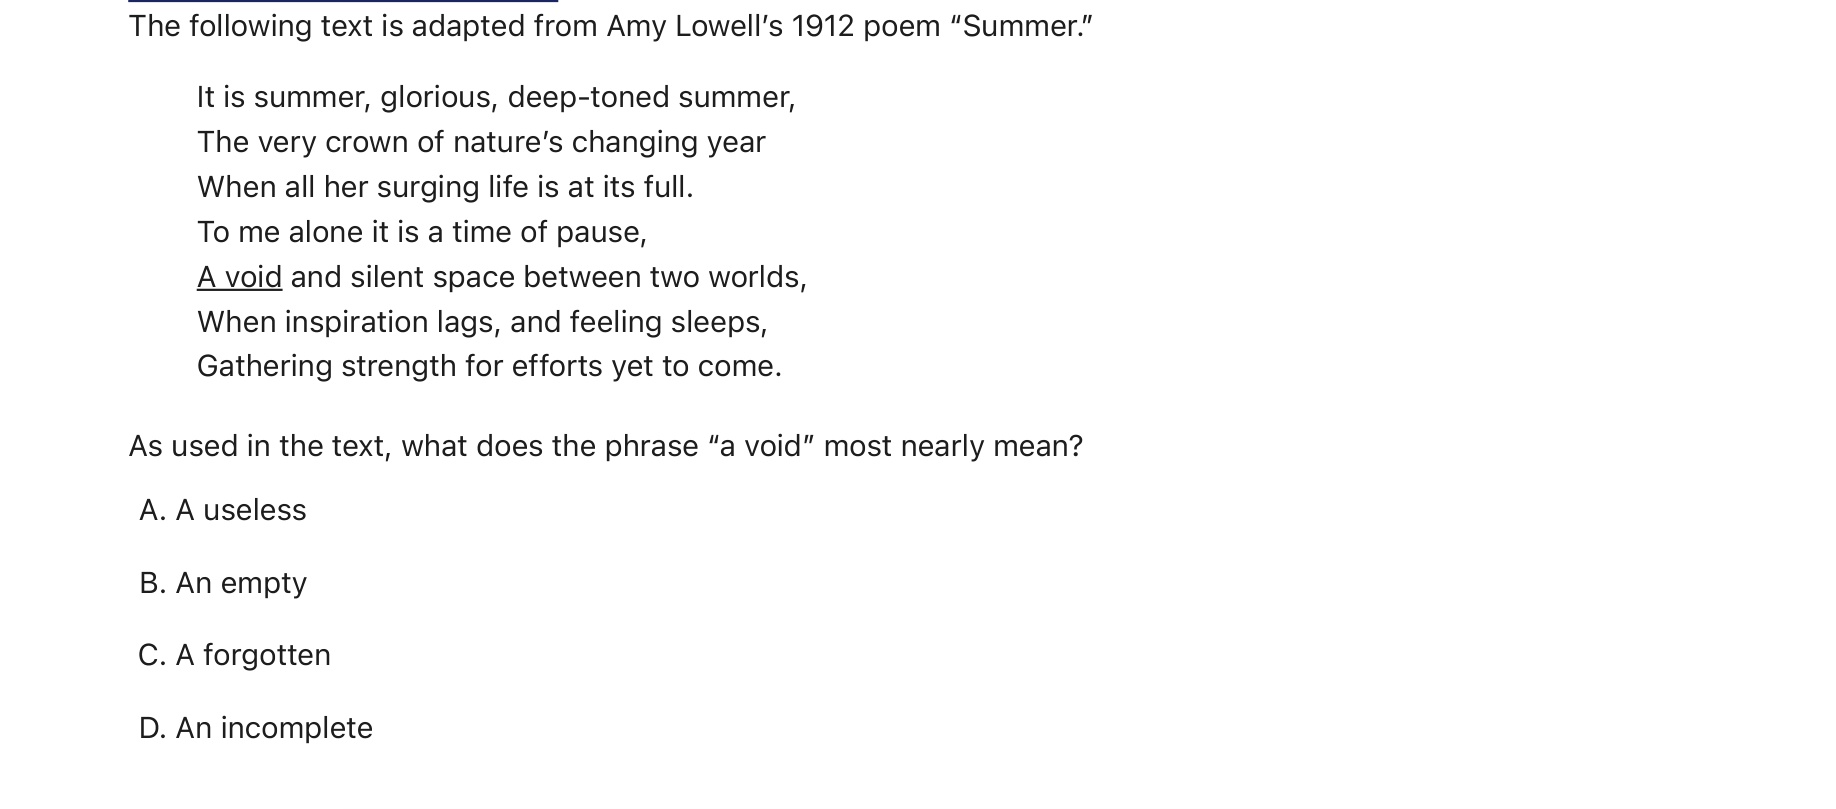 The following text is adapted from Amy Lowell’s 1912 poem “Summer.”
It is summer, glorious, deep-toned summer,
The very crown of nature’s changing year
When all her surging life is at its full.
To me alone it is a time of pause,
A void and silent space between two worlds,
When inspiration lags, and feeling sleeps,
Gathering strength for efforts yet to come.
As used in the text, what does the phrase “a void” most nearly mean?
A. A useless
B. An empty
C. A forgotten
D. An incomplete